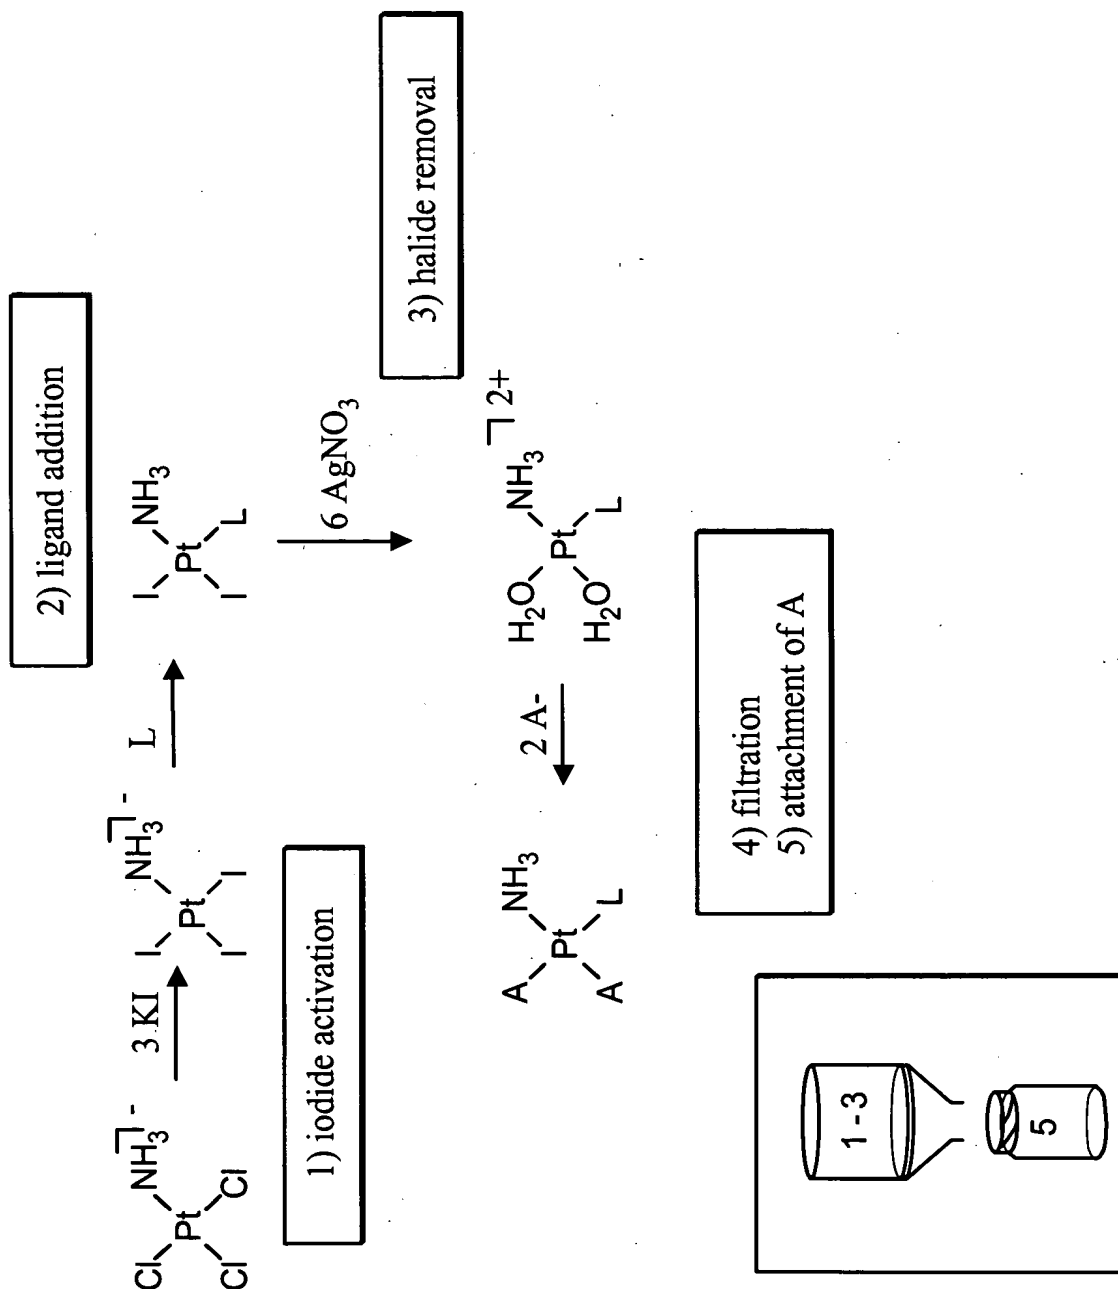 Cl
NH3
-
Pt
Cl
Cl
3 KI
I
NH3
-
Pt
I
I
L
I
NH3
Pt
I
L
1) iodide activation
2) ligand addition
6 AgNO3
3) halide removal
H2O
NH3
2+
Pt
H2O
L
2 A-
A
NH3
Pt
A
L
4) filtration
5) attachment of A
1 - 3
5